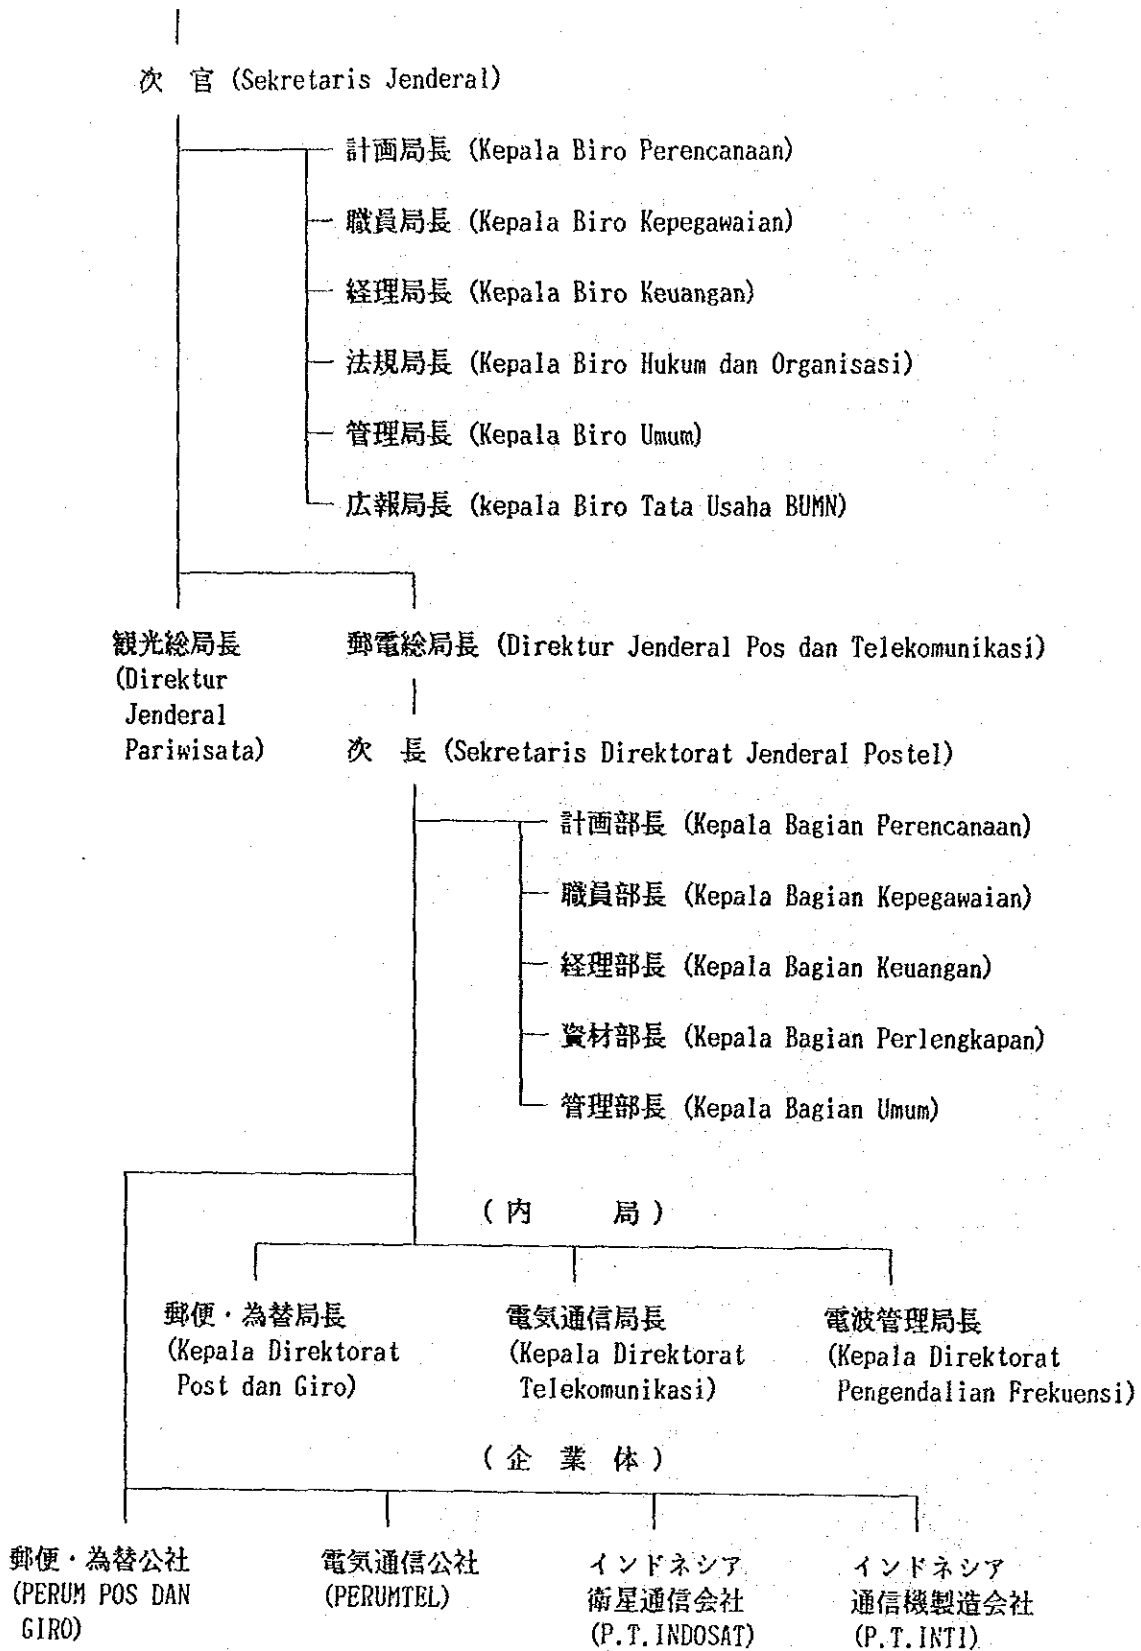 次 官 (Sekretaris Jenderal)
計画局長 (Kepala Biro Perencanaan)
職員局長 (Kepala Biro Kepegawaian)
経理局長 (Kepala Biro Keuangan)
法規局長 (Kepala Biro Hukum dan Organisasi)
管理局長 (Kepala Biro Umum)
広報局長 (kepala Biro Tata Usaha BUMN)
観光総局長
(Direktur
Jenderal
Pariwisata)
郵電総局長 (Direktur Jenderal Pos dan Telekomunikasi)
次 長 (Sekretaris Direktorat Jenderal Postel)
計画部長 (Kepala Bagian Perencanaan)
職員部長 (Kepala Bagian Kepegawaian)
経理部長 (Kepala Bagian Keuangan)
資材部長 (Kepala Bagian Perlengkapan)
管理部長 (Kepala Bagian Umum)
(内 局)
郵便・為替局長
(Kepala Direktorat
Post dan Giro)
電気通信局長
(Kepala Direktorat
Telekomunikasi)
電波管理局長
(Kepala Direktorat
Pengendalian Frekuensi)
(企 業 体)
郵便・為替公社
(PERUM POS DAN
GIRO)
電気通信公社
(PERUMTEL)
インドネシア
衛星通信会社
(P.T.INDOSAT)
インドネシア
通信機製造会社
(P.T.INTI)